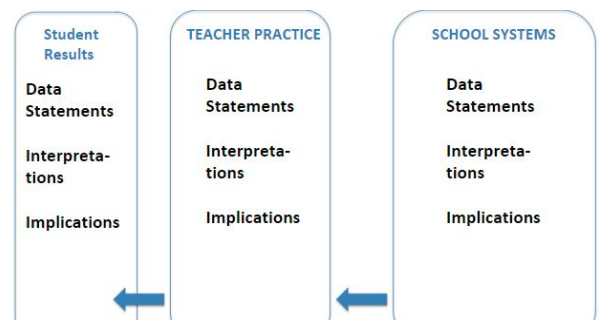 Student
Results
Data
Statements
Interpreta-
tions
Implications
TEACHER PRACTICE
Data
Statements
Interpreta-
tions
Implications
SCHOOL SYSTEMS
Data
Statements
Interpreta-
tions
Implications